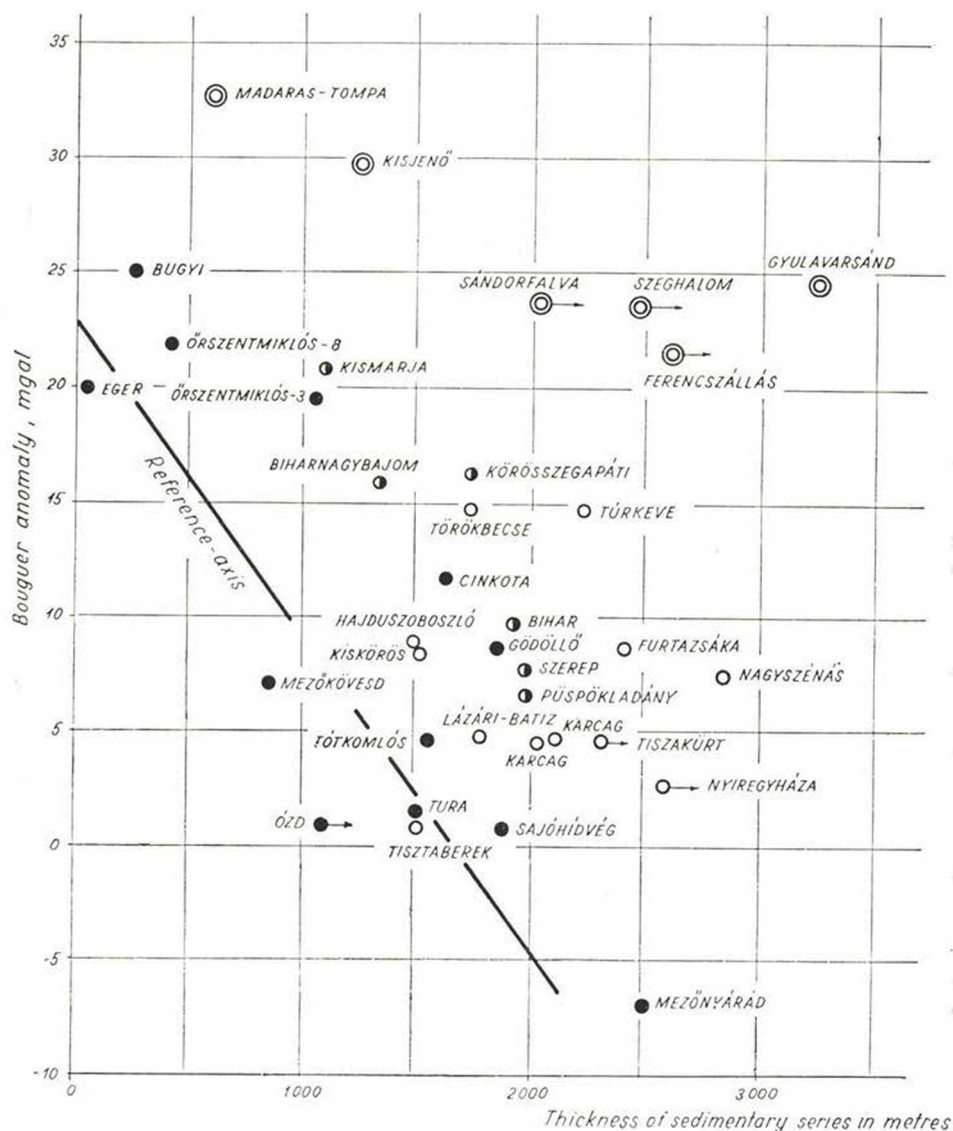 35
MADARAS-TOMPA
30
KISJENŐ
25
BUGYI
SÁNDORFALVA
SZEGHALOM
GYULAVARSÁND
ŐRSZENTMIKLÓS-8
KISMARJA
FERENCSZÁLLÁS
20
EGER
ŐRSZENTMIKLÓS-3
BIHARNAGYBAJOM
KÖRÖSSZEGAPÁTI
15
TÖRÖKBECSE
TÚRKEVE
Reference-axis
Bouguer anomaly, mgal
CINKOTA
10
HAJDUSZOBOSZLÓ
BIHAR
KISKÖRÖS
GÖDÖLLŐ
FURTAZSÁKA
MEZŐKÖVESD
SZEREP
NAGYSZÉNÁS
PÜSPÖKLADÁNY
5
LÁZÁRI-BATIZ
KARCAG
TÓTKOMLÓS
KARCAG
TISZAKÜRT
NYIREGYHÁZA
TURA
ÓZD
SAJÓHÍDVÉG
0
TISZTABEREK
-5
MEZŐNYÁRÁD
-10
0 1000 2000 3000
Thickness of sedimentary series in metres